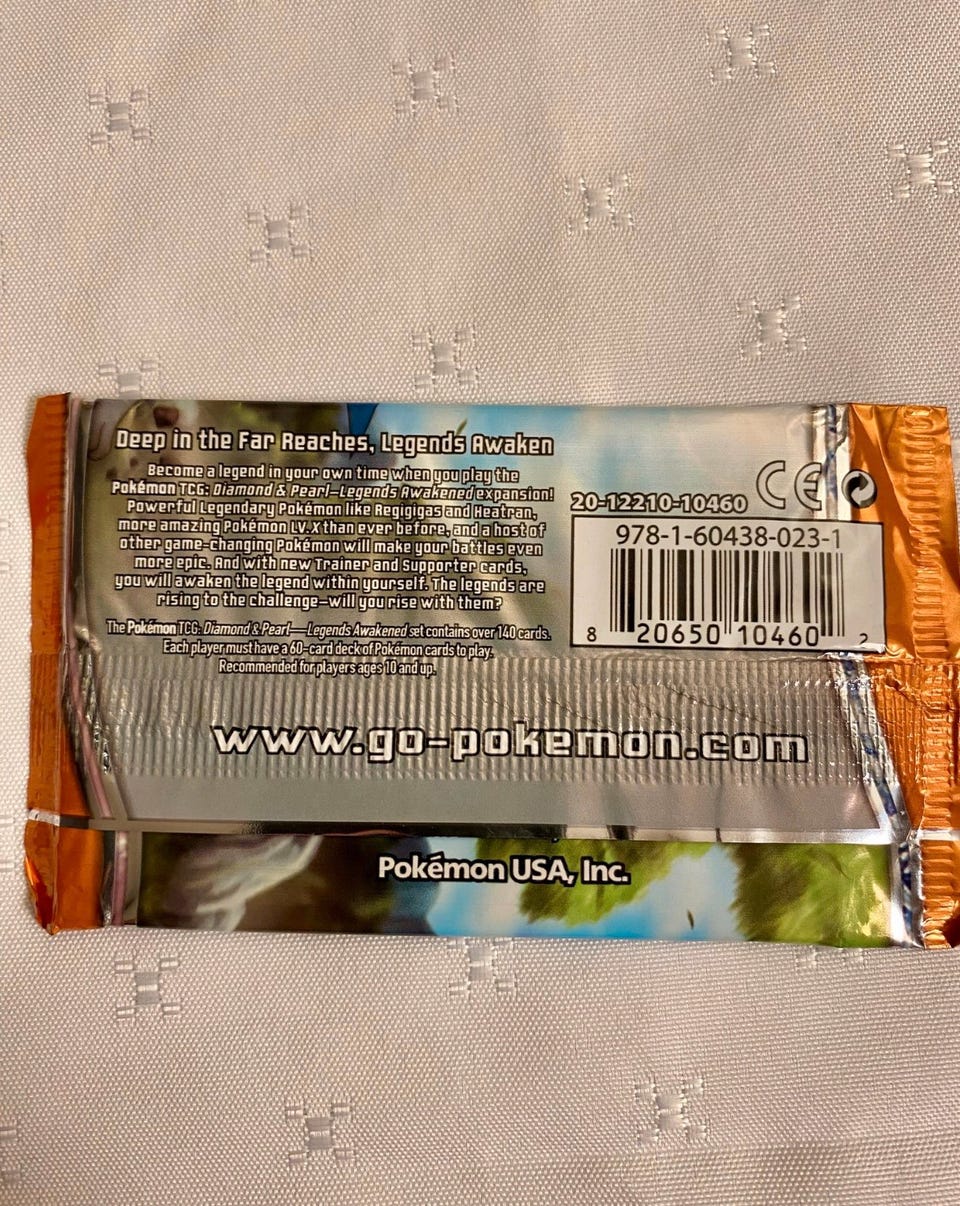 Deep in the Far Reaches, Legends Awaken
Become a legend in your own time when you play the
Pokémon TCG: Diamond & Pearl—Legends Awakened expansion!
Powerful Legendary Pokémon like Regigigas and Heatran,
more amazing Pokémon LV.X than ever before, and a host of
other game-changing Pokémon will make your battles even
more epic. And with new Trainer and Supporter cards,
you will awaken the legend within yourself. The legends are
rising to the challenge—will you rise with them?
The Pokémon TCG: Diamond & Pearl—Legends Awakened set contains over 140 cards.
Each player must have a 60-card deck of Pokémon cards to play.
Recommended for players ages 10 and up.
CE
20-12210-10460
978-1-60438-023-1
8 20650 10460 2
www.go-pokemon.com
Pokémon USA, Inc.